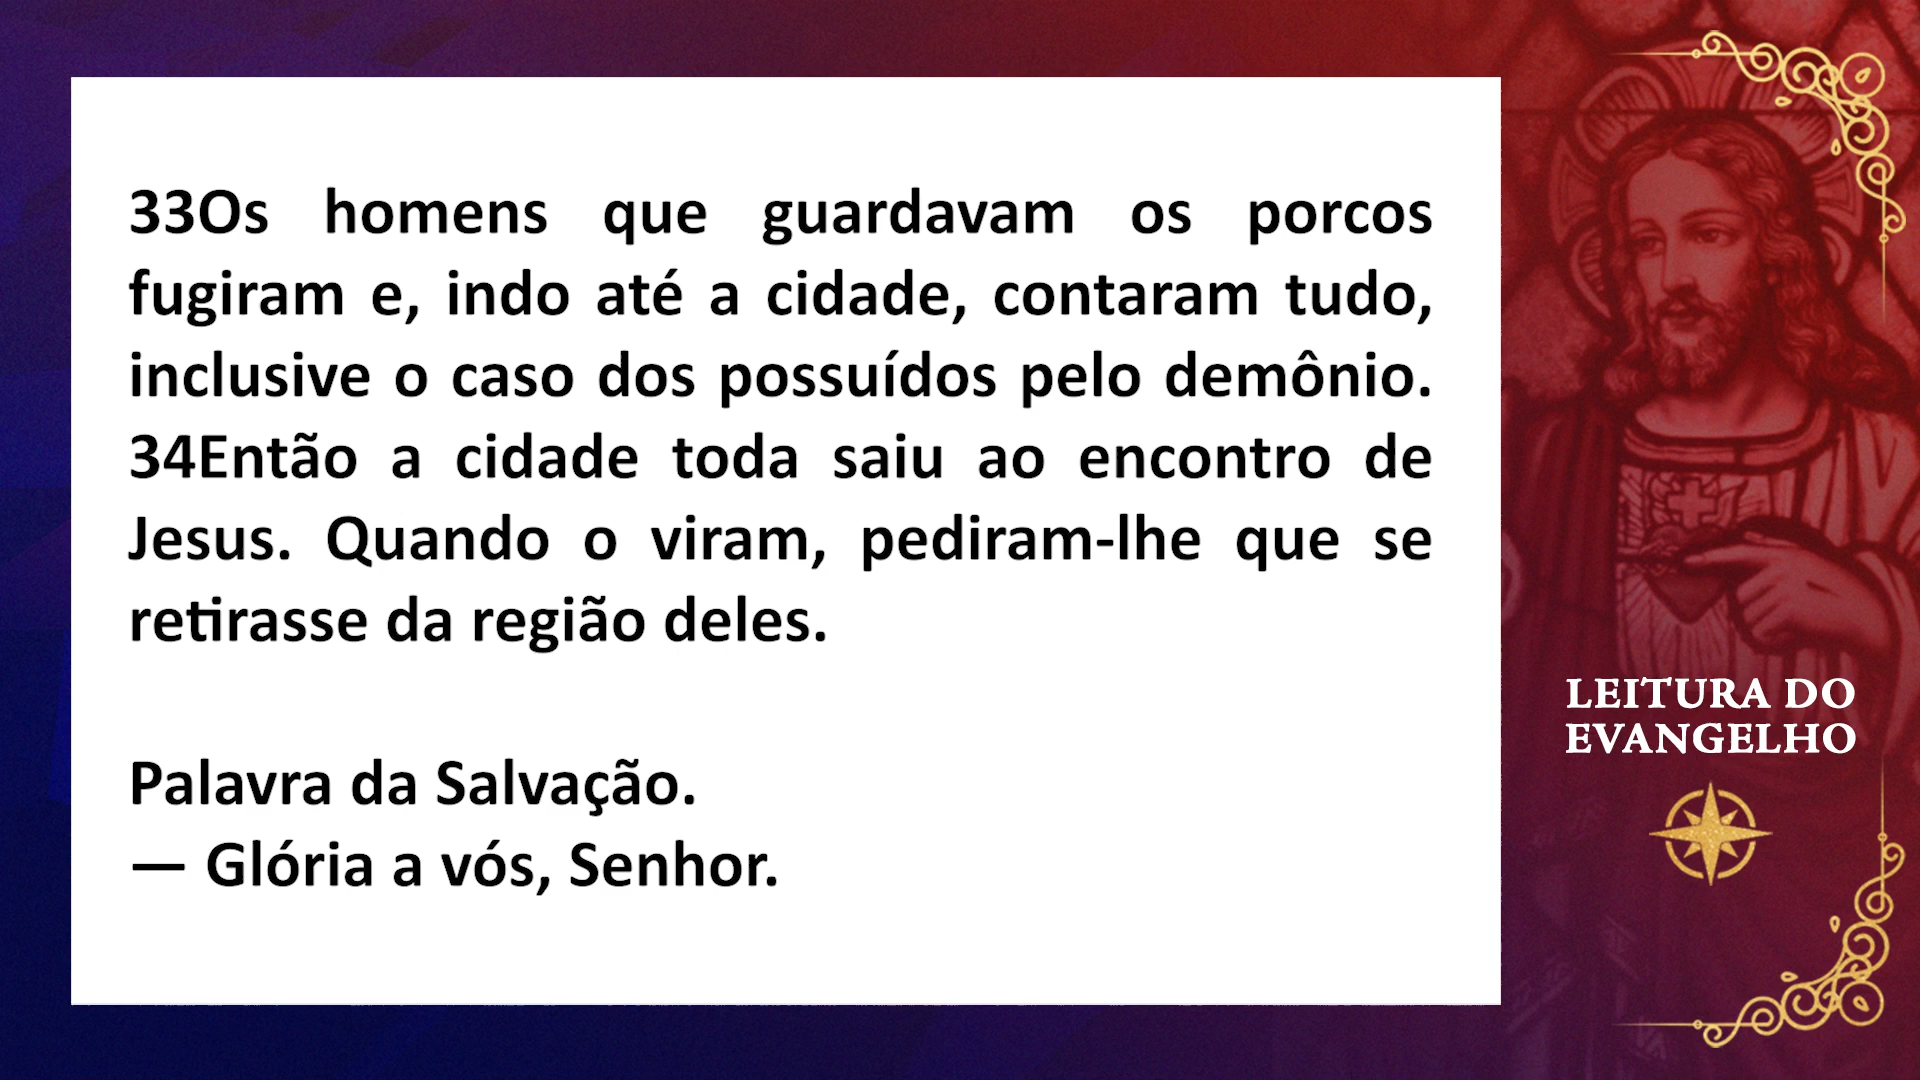 33Os homens que guardavam os porcos
fugiram e, indo até a cidade, contaram tudo,
inclusive o caso dos possuídos pelo demônio.
34Então a cidade toda saiu ao encontro de
Jesus. Quando o viram, pediram-lhe que se
retirasse da região deles.
Palavra da Salvação.
— Glória a vós, Senhor.
LEITURA DO
EVANGELHO